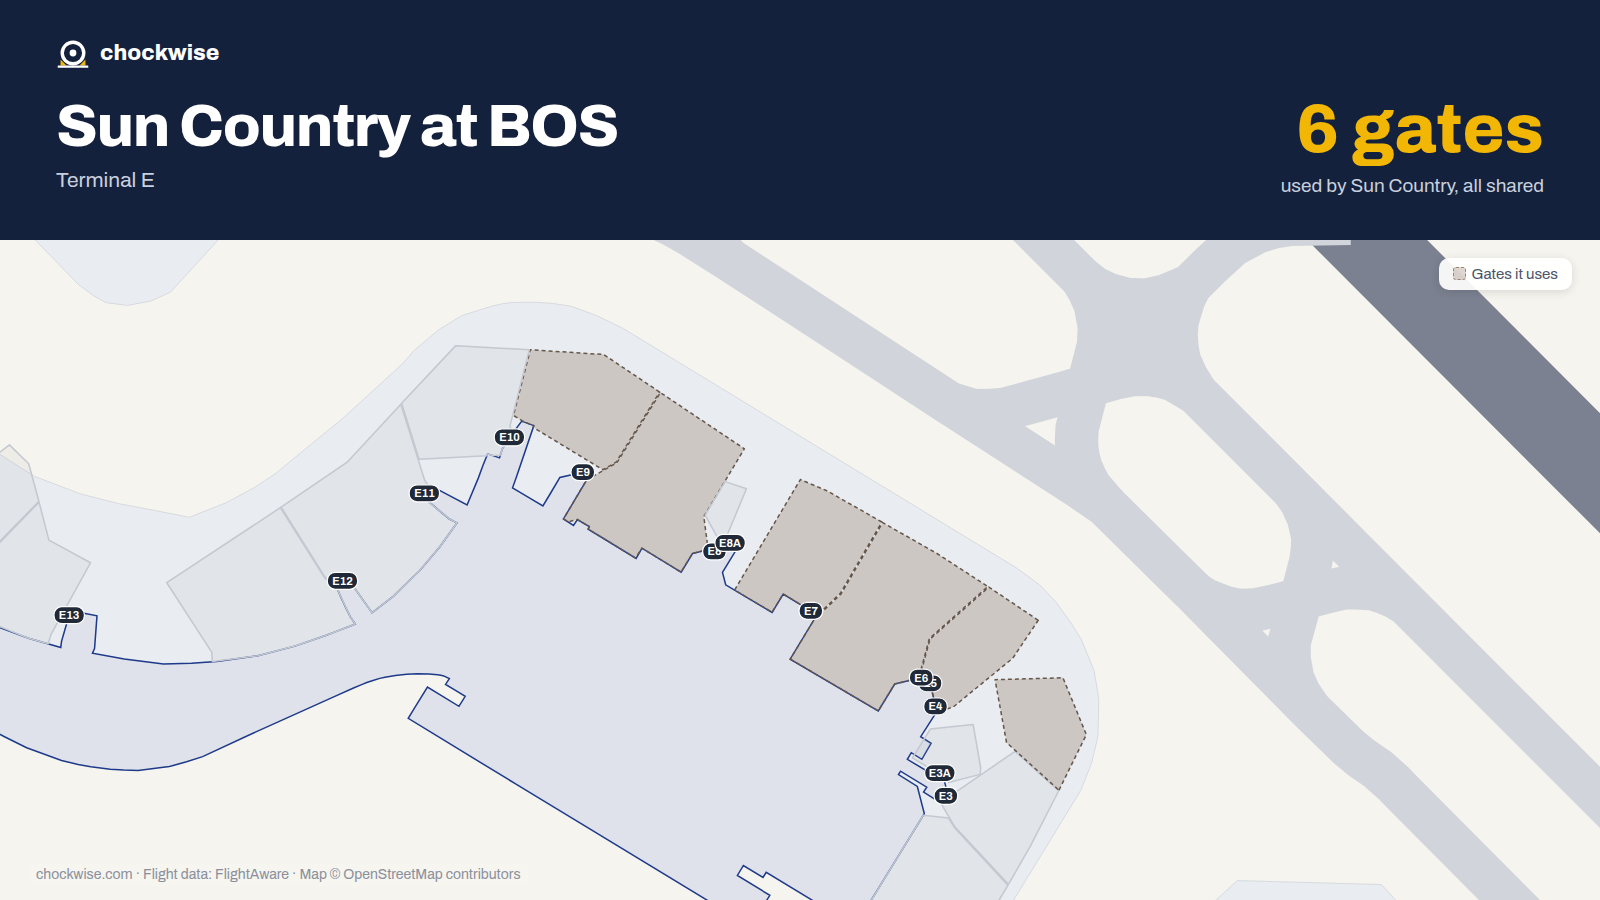 chockwise
Sun Country at BOS
Terminal E
6 gates
used by Sun Country, all shared
Gates it uses
E10
E9
E11
E8A
E12
E7
E13
E6
E4
E3A
E3
chockwise.com · Flight data: FlightAware · Map © OpenStreetMap contributors